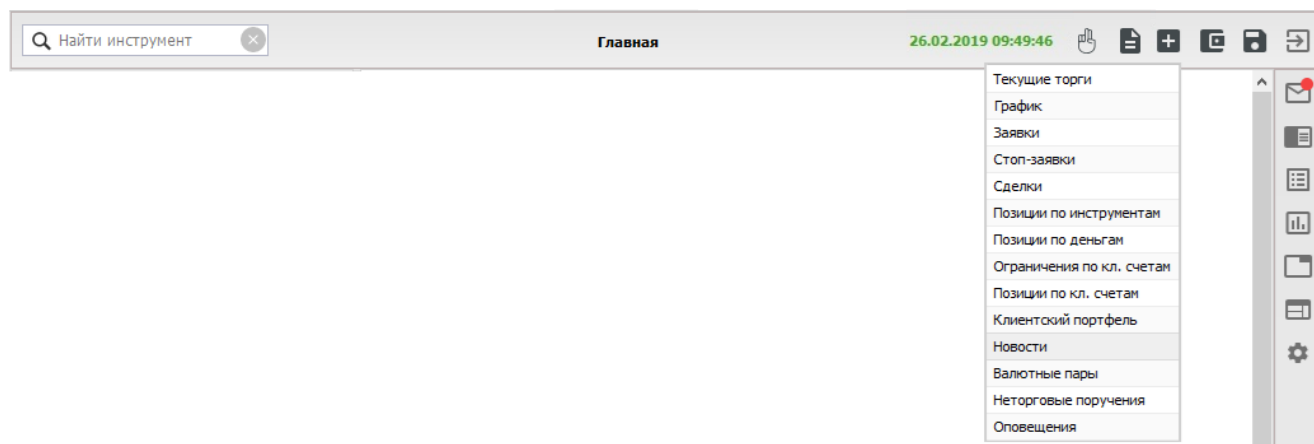 Найти инструмент
Главная
26.02.2019 09:49:46
Текущие торги
График
Заявки
Стоп-заявки
Сделки
Позиции по инструментам
Позиции по деньгам
Ограничения по кл. счетам
Позиции по кл. счетам
Клиентский портфель
Новости
Валютные пары
Неторговые поручения
Оповещения